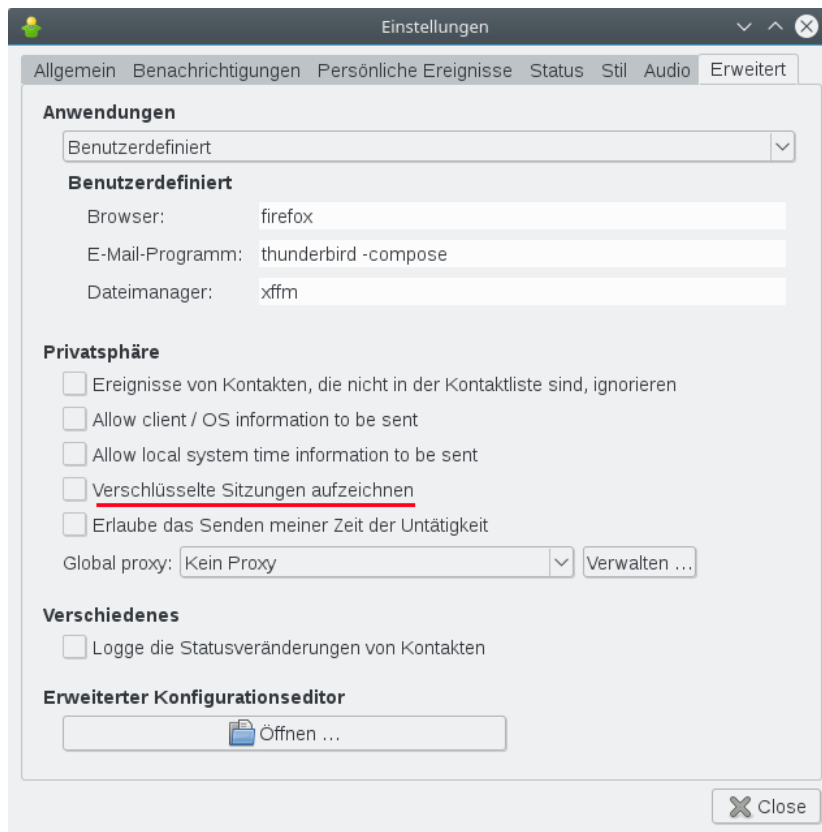 Einstellungen
Allgemein Benachrichtigungen Persönliche Ereignisse Status Stil Audio Erweitert
Anwendungen
Benutzerdefiniert
Benutzerdefiniert
Browser: firefox
E-Mail-Programm: thunderbird -compose
Dateimanager: xffm
Privatsphäre
Ereignisse von Kontakten, die nicht in der Kontaktliste sind, ignorieren
Allow client / OS information to be sent
Allow local system time information to be sent
Verschlüsselte Sitzungen aufzeichnen
Erlaube das Senden meiner Zeit der Untätigkeit
Global proxy: Kein Proxy Verwalten ...
Verschiedenes
Logge die Statusveränderungen von Kontakten
Erweiterter Konfigurationseditor
Öffnen ...
Close